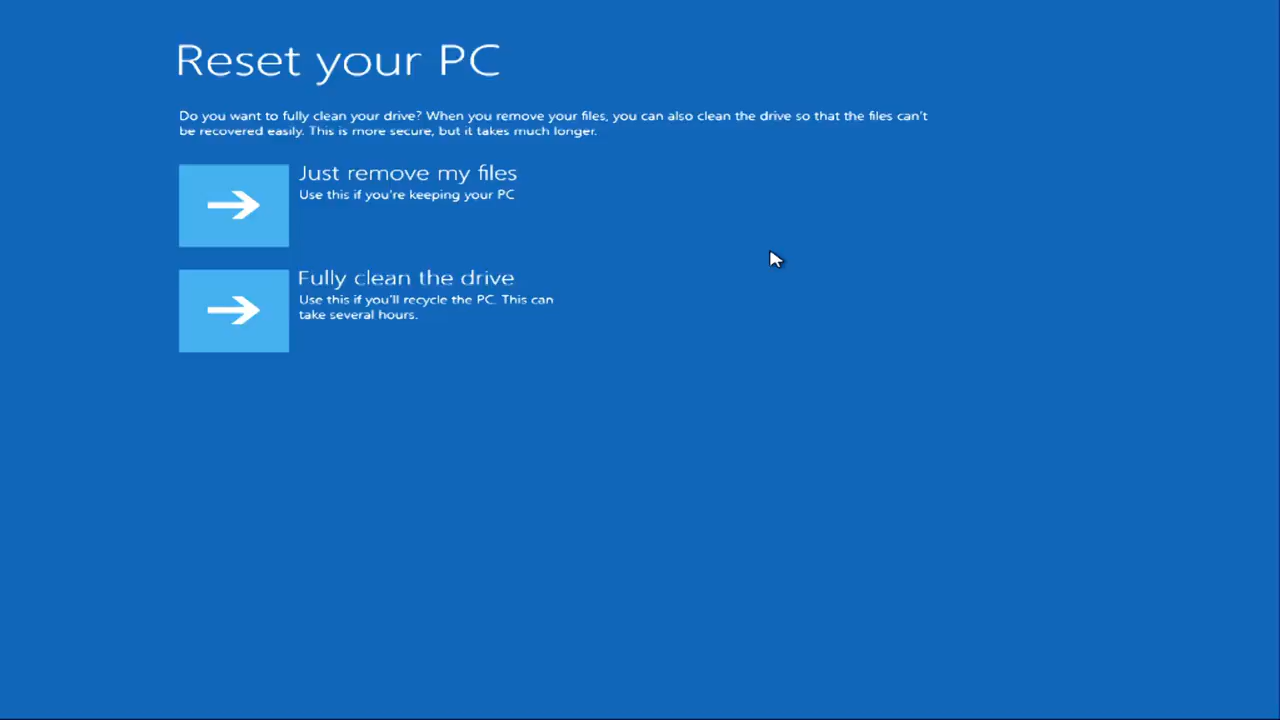 Reset your PC
Do you want to fully clean your drive? When you remove your files, you can also clean the drive so that the files can't
be recovered easily. This is more secure, but it takes much longer.
Just remove my files
Use this if you're keeping your PC
Fully clean the drive
Use this if you'll recycle the PC. This can
take several hours.